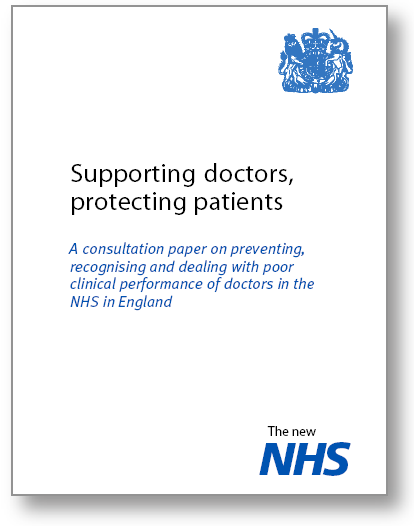 Supporting doctors,
protecting patients
A consultation paper on preventing,
recognising and dealing with poor
clinical performance of doctors in the
NHS in England
The new
NHS